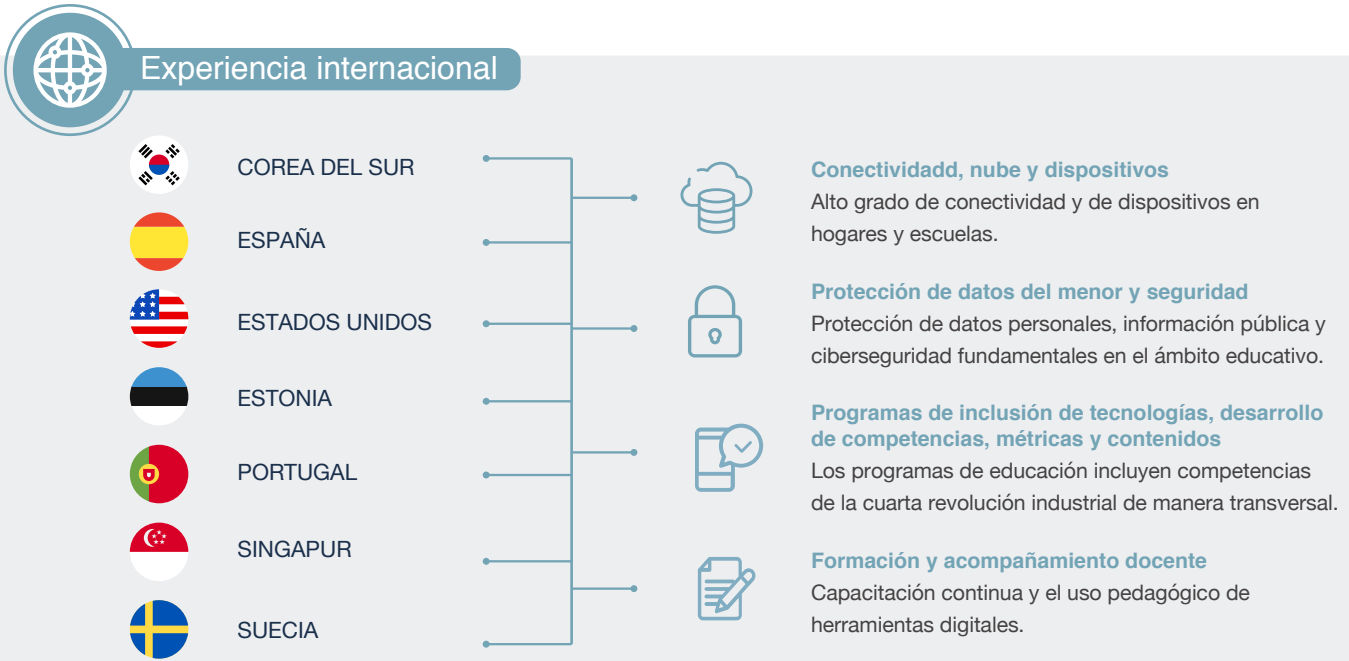 Experiencia internacional
COREA DEL SUR
ESPAÑA
ESTADOS UNIDOS
ESTONIA
PORTUGAL
SINGAPUR
SUECIA
Conectividadd, nube y dispositivos
Alto grado de conectividad y de dispositivos en
hogares y escuelas.
Protección de datos del menor y seguridad
Protección de datos personales, información pública y
ciberseguridad fundamentales en el ámbito educativo.
Programas de inclusión de tecnologías, desarrollo
de competencias, métricas y contenidos
Los programas de educación incluyen competencias
de la cuarta revolución industrial de manera transversal.
Formación y acompañamiento docente
Capacitación continua y el uso pedagógico de
herramientas digitales.